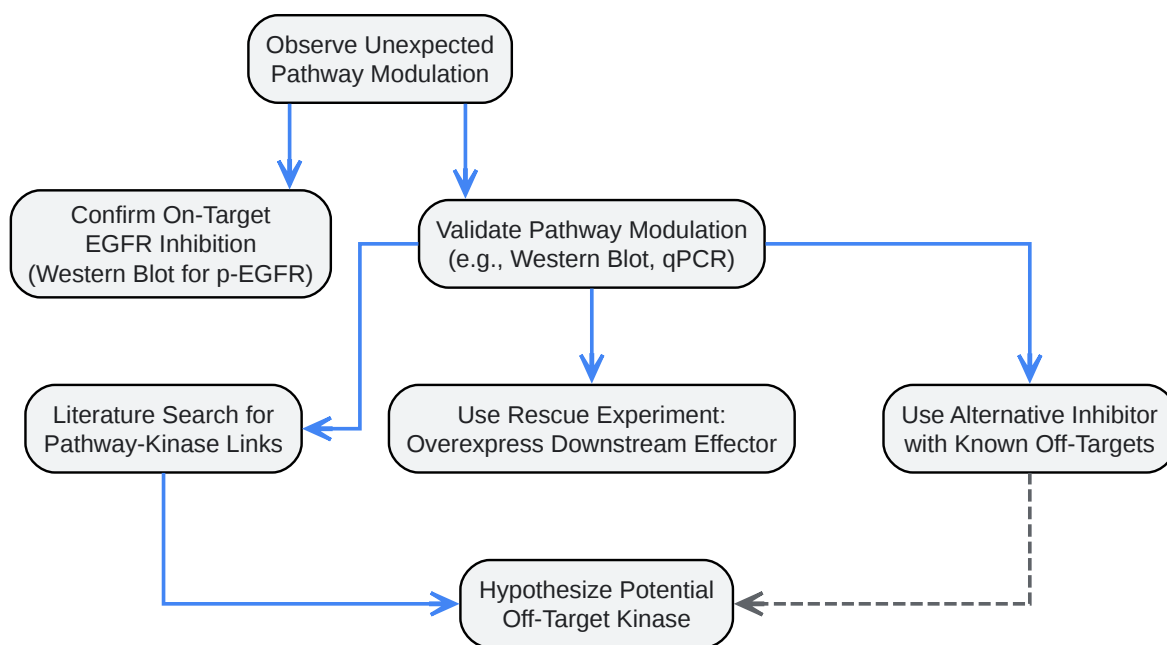 Observe Unexpected
Pathway Modulation
Confirm On-Target
EGFR Inhibition
(Western Blot for p-EGFR)
Validate Pathway Modulation
(e.g., Western Blot, qPCR)
Literature Search for
Pathway-Kinase Links
Use Rescue Experiment:
Overexpress Downstream Effector
Use Alternative Inhibitor
with Known Off-Targets
Hypothesize Potential
Off-Target Kinase